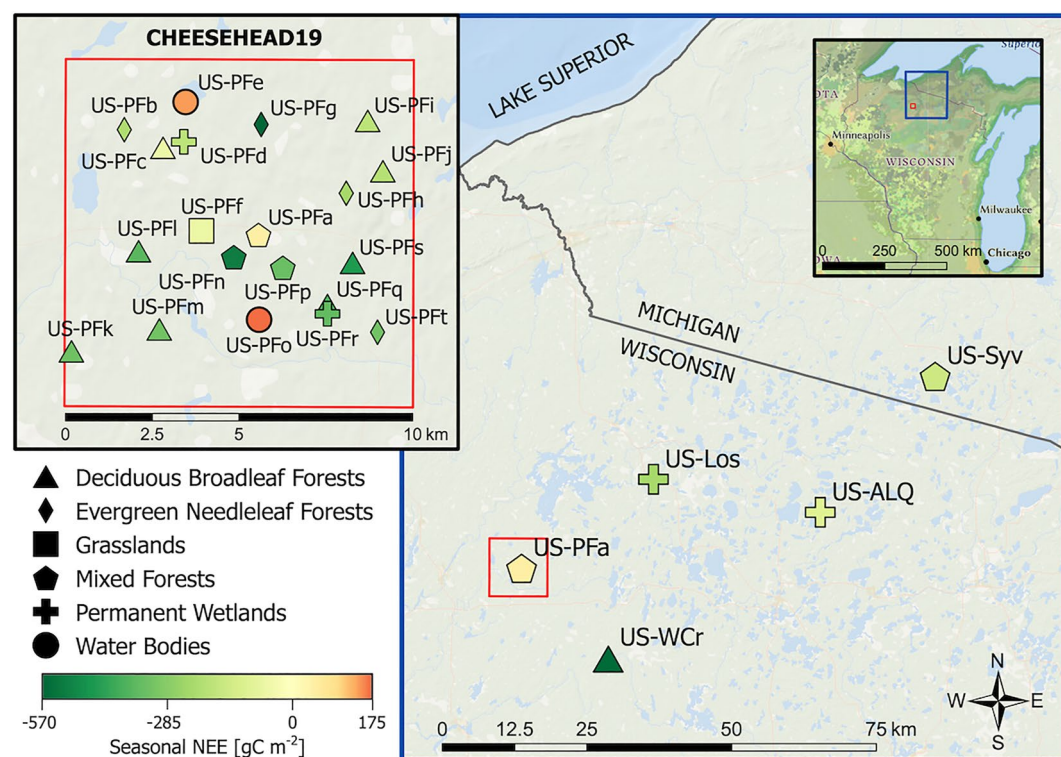 CHEESEHEAD19
US-PFe
US-PFb
US-PFg
US-PFi
US-PFc
US-PFd
US-PFj
US-PFh
US-PFf
US-PFa
US-PFl
US-PFs
US-PFn
US-PFp
US-PFq
US-PFm
US-PFk
US-PFo
US-PFr
US-PFt
0 2.5 5 10 km
LAKE SUPERIOR
MICHIGAN
WISCONSIN
Superio
OTA
Minneapolis
WISCONSIN
Milwaukee
0 250 500 km
OWA
Chicago
US-Syv
US-Los
US-ALQ
US-PFa
US-WCr
Deciduous Broadleaf Forests
Evergreen Needleleaf Forests
Grasslands
Mixed Forests
Permanent Wetlands
Water Bodies
-570 -285 0 175
Seasonal NEE [gC m⁻²]
0 12.5 25 50 75 km
N
W E
S